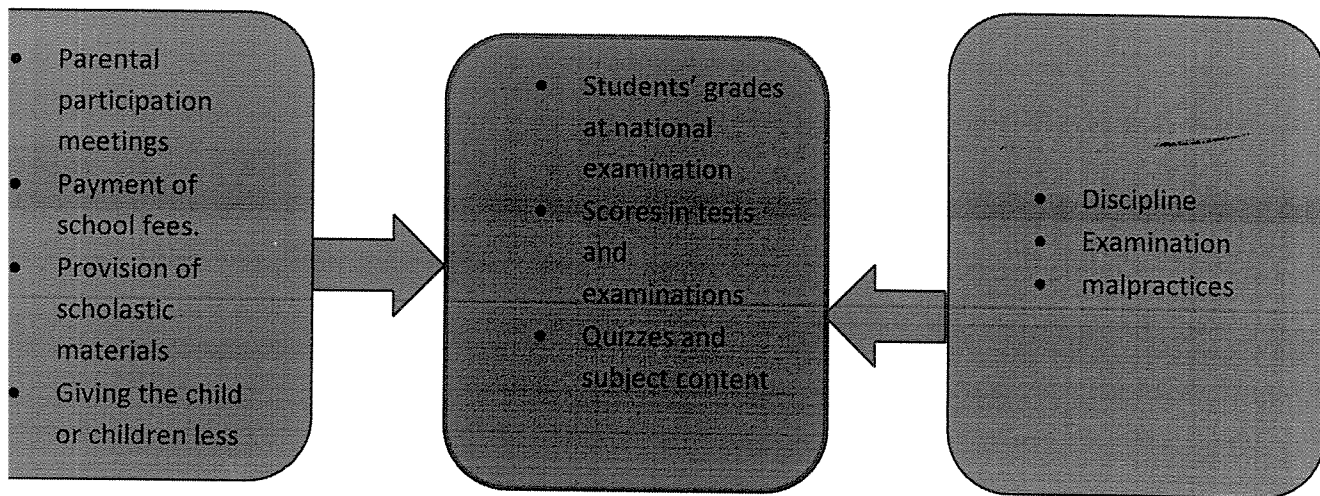 • Parental
participation
meetings
• Payment of
school fees.
• Provision of
scholastic
materials
• Giving the child
or children less
• Students' grades
at national
examination
• Scores in tests
and
examinations
• Quizzes and
subject content
• Discipline
• Examination
• malpractices